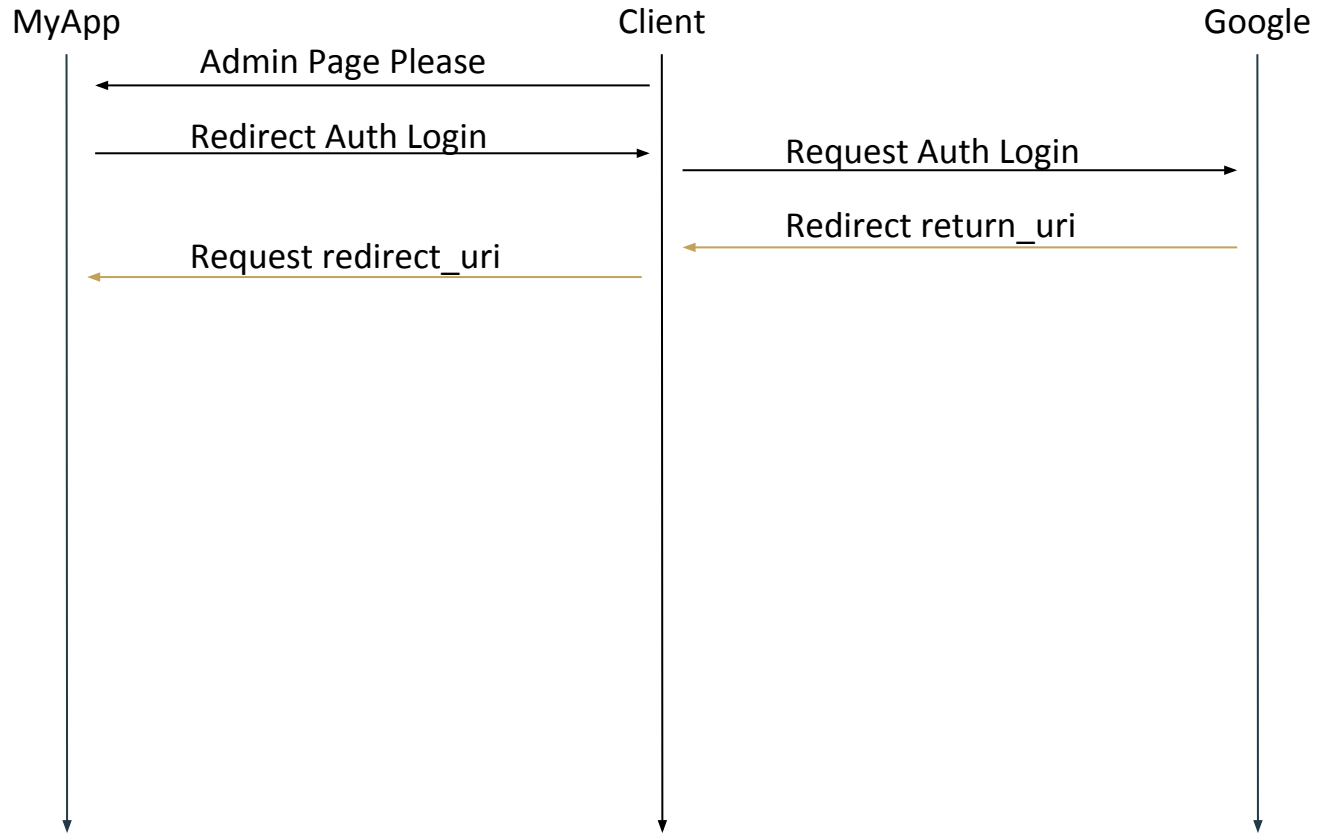 MyApp
Client
Google
Admin Page Please
Redirect Auth Login
Request Auth Login
Redirect return_uri
Request redirect_uri